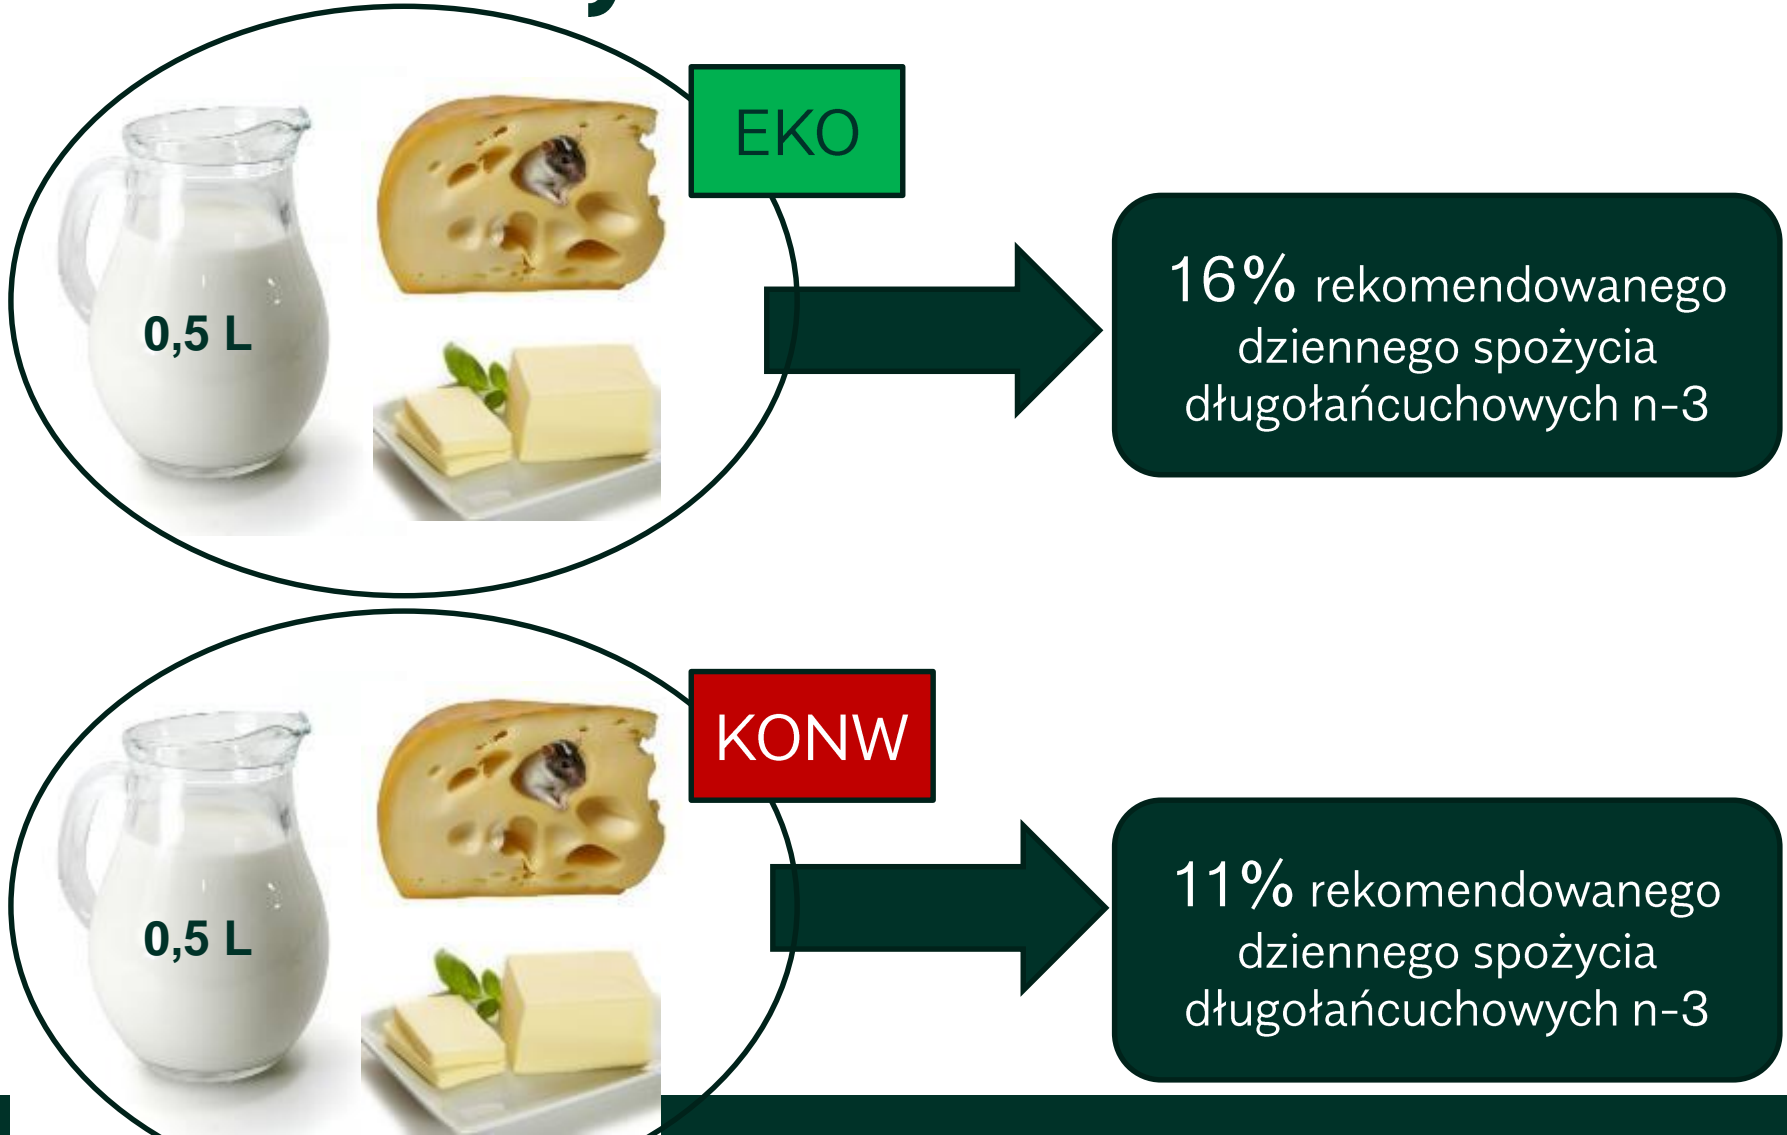 EKO
0,5 L
16% rekomendowanego
dziennego spożycia
długołańcuchowych n-3
KONW
0,5 L
11% rekomendowanego
dziennego spożycia
długołańcuchowych n-3